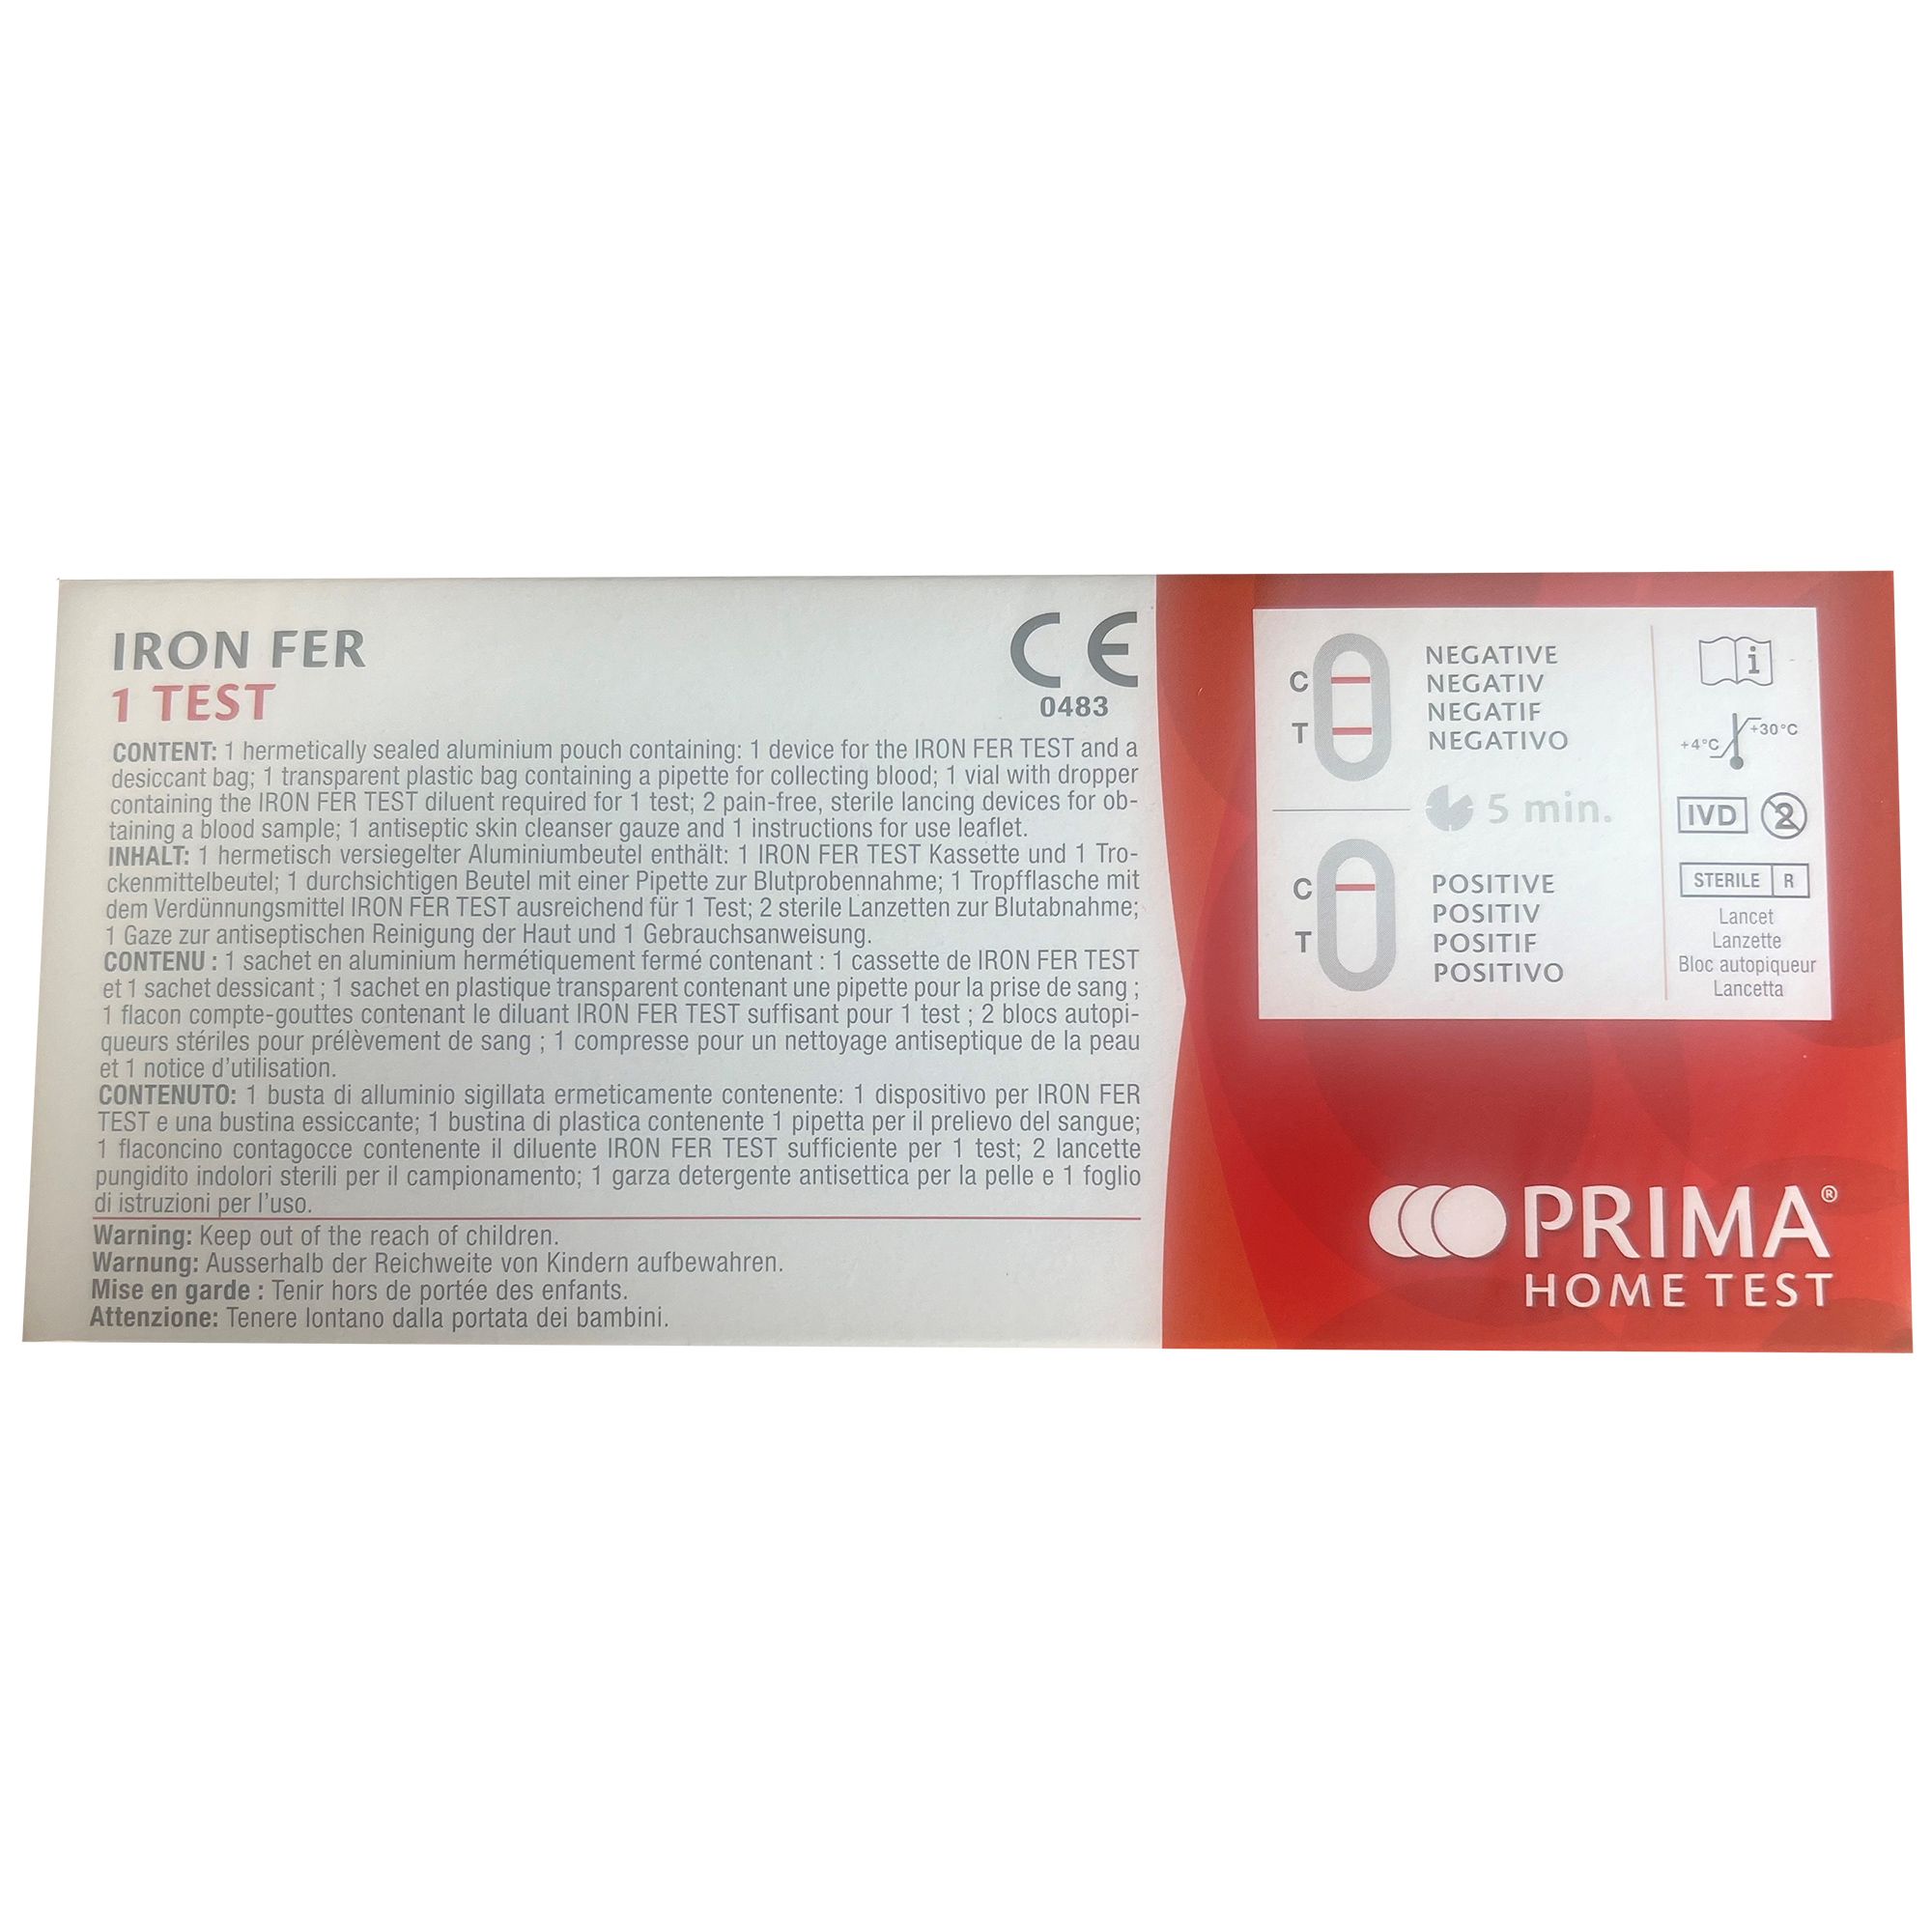 IRON FER
1 TEST
CE
0483
CONTENT: 1 hermetically sealed aluminium pouch containing: 1 device for the IRON FER TEST and a
desiccant bag; 1 transparent plastic bag containing a pipette for collecting blood; 1 vial with dropper
containing the IRON FER TEST diluent required for 1 test; 2 pain-free, sterile lancing devices for ob-
taining a blood sample; 1 antiseptic skin cleanser gauze and 1 instructions for use leaflet.
INHALT: 1 hermetisch versiegelter Aluminiumbeutel enthält: 1 IRON FER TEST Kassette und 1 Tro-
ckenmittelbeutel; 1 durchsichtigen Beutel mit einer Pipette zur Blutprobennahme; 1 Tropfflasche mit
dem Verdünnungsmittel IRON FER TEST ausreichend für 1 Test; 2 sterile Lanzetten zur Blutabnahme;
1 Gaze zur antiseptischen Reinigung der Haut und 1 Gebrauchsanweisung.
CONTENU : 1 sachet en aluminium hermétiquement fermé contenant : 1 cassette de IRON FER TEST
et 1 sachet dessicant ; 1 sachet en plastique transparent contenant une pipette pour la prise de sang ;
1 flacon compte-gouttes contenant le diluant IRON FER TEST suffisant pour 1 test ; 2 blocs autopi-
queurs stériles pour prélèvement de sang ; 1 compresse pour un nettoyage antiseptique de la peau
et 1 notice d'utilisation.
CONTENUTO: 1 busta di alluminio sigillata ermeticamente contenente: 1 dispositivo per IRON FER
TEST e una bustina essiccante; 1 bustina di plastica contenente 1 pipetta per il prelievo del sangue;
1 flaconcino contagocce contenente il diluente IRON FER TEST sufficiente per 1 test; 2 lancette
pungidito indolori sterili per il campionamento; 1 garza detergente antisettica per la pelle e 1 foglio
di istruzioni per l'uso.
Warning: Keep out of the reach of children.
Warnung: Ausserhalb der Reichweite von Kindern aufbewahren.
Mise en garde : Tenir hors de portée des enfants.
Attenzione: Tenere lontano dalla portata dei bambini.
C
T
NEGATIVE
NEGATIV
NEGATIF
NEGATIVO
5 min.
C
T
POSITIVE
POSITIV
POSITIF
POSITIVO
i
+4°C
+30°C
IVD
2
STERILE R
Lancet
Lanzette
Bloc autopiqueur
Lancetta
PRIMA®
HOME TEST